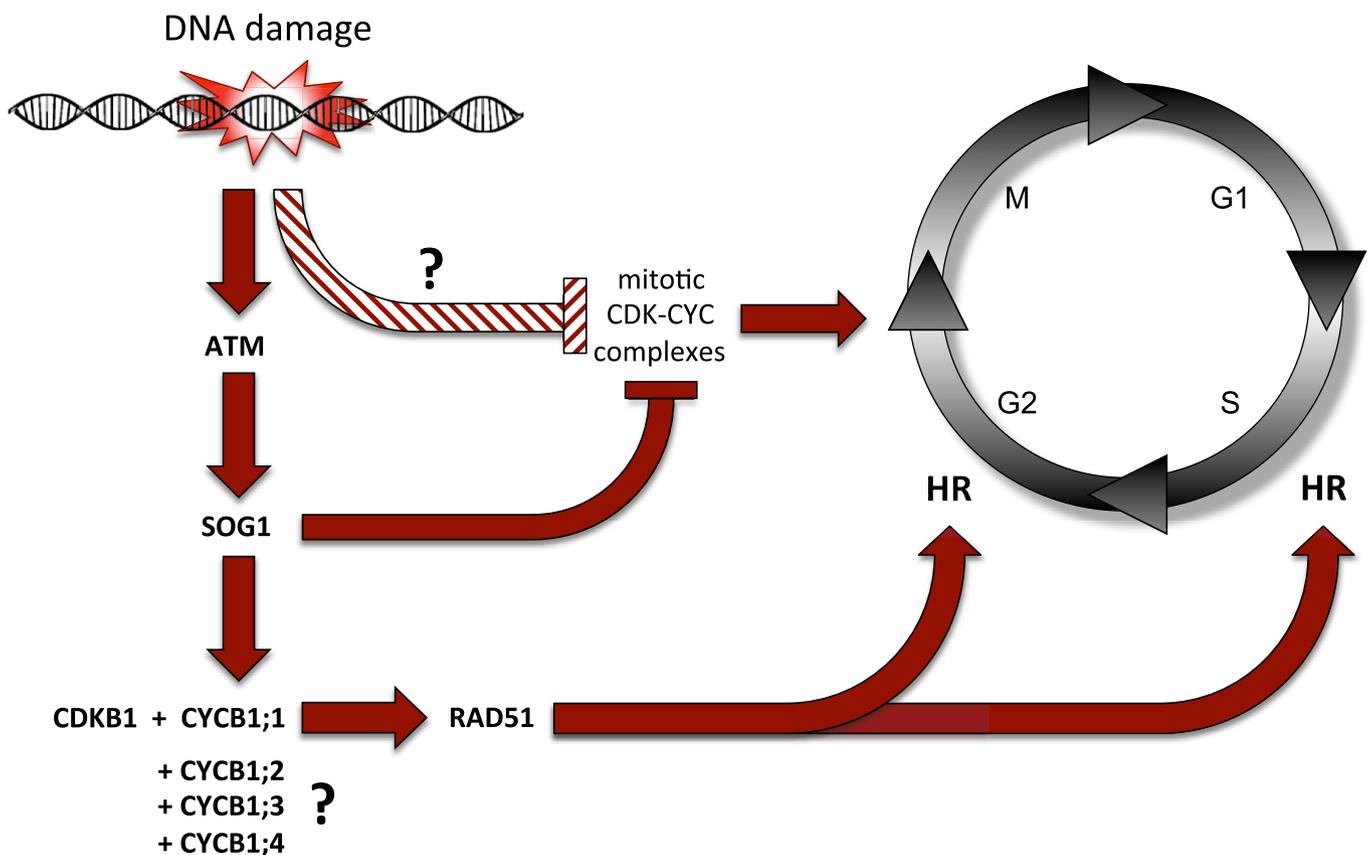 DNA damage
M
G1
?
mitotic
CDK-CYC
complexes
ATM
G2
S
HR
HR
SOG1
CDKB1 + CYCB1;1
RAD51
+ CYCB1;2
+ CYCB1;3
?
+ CYCB1;4